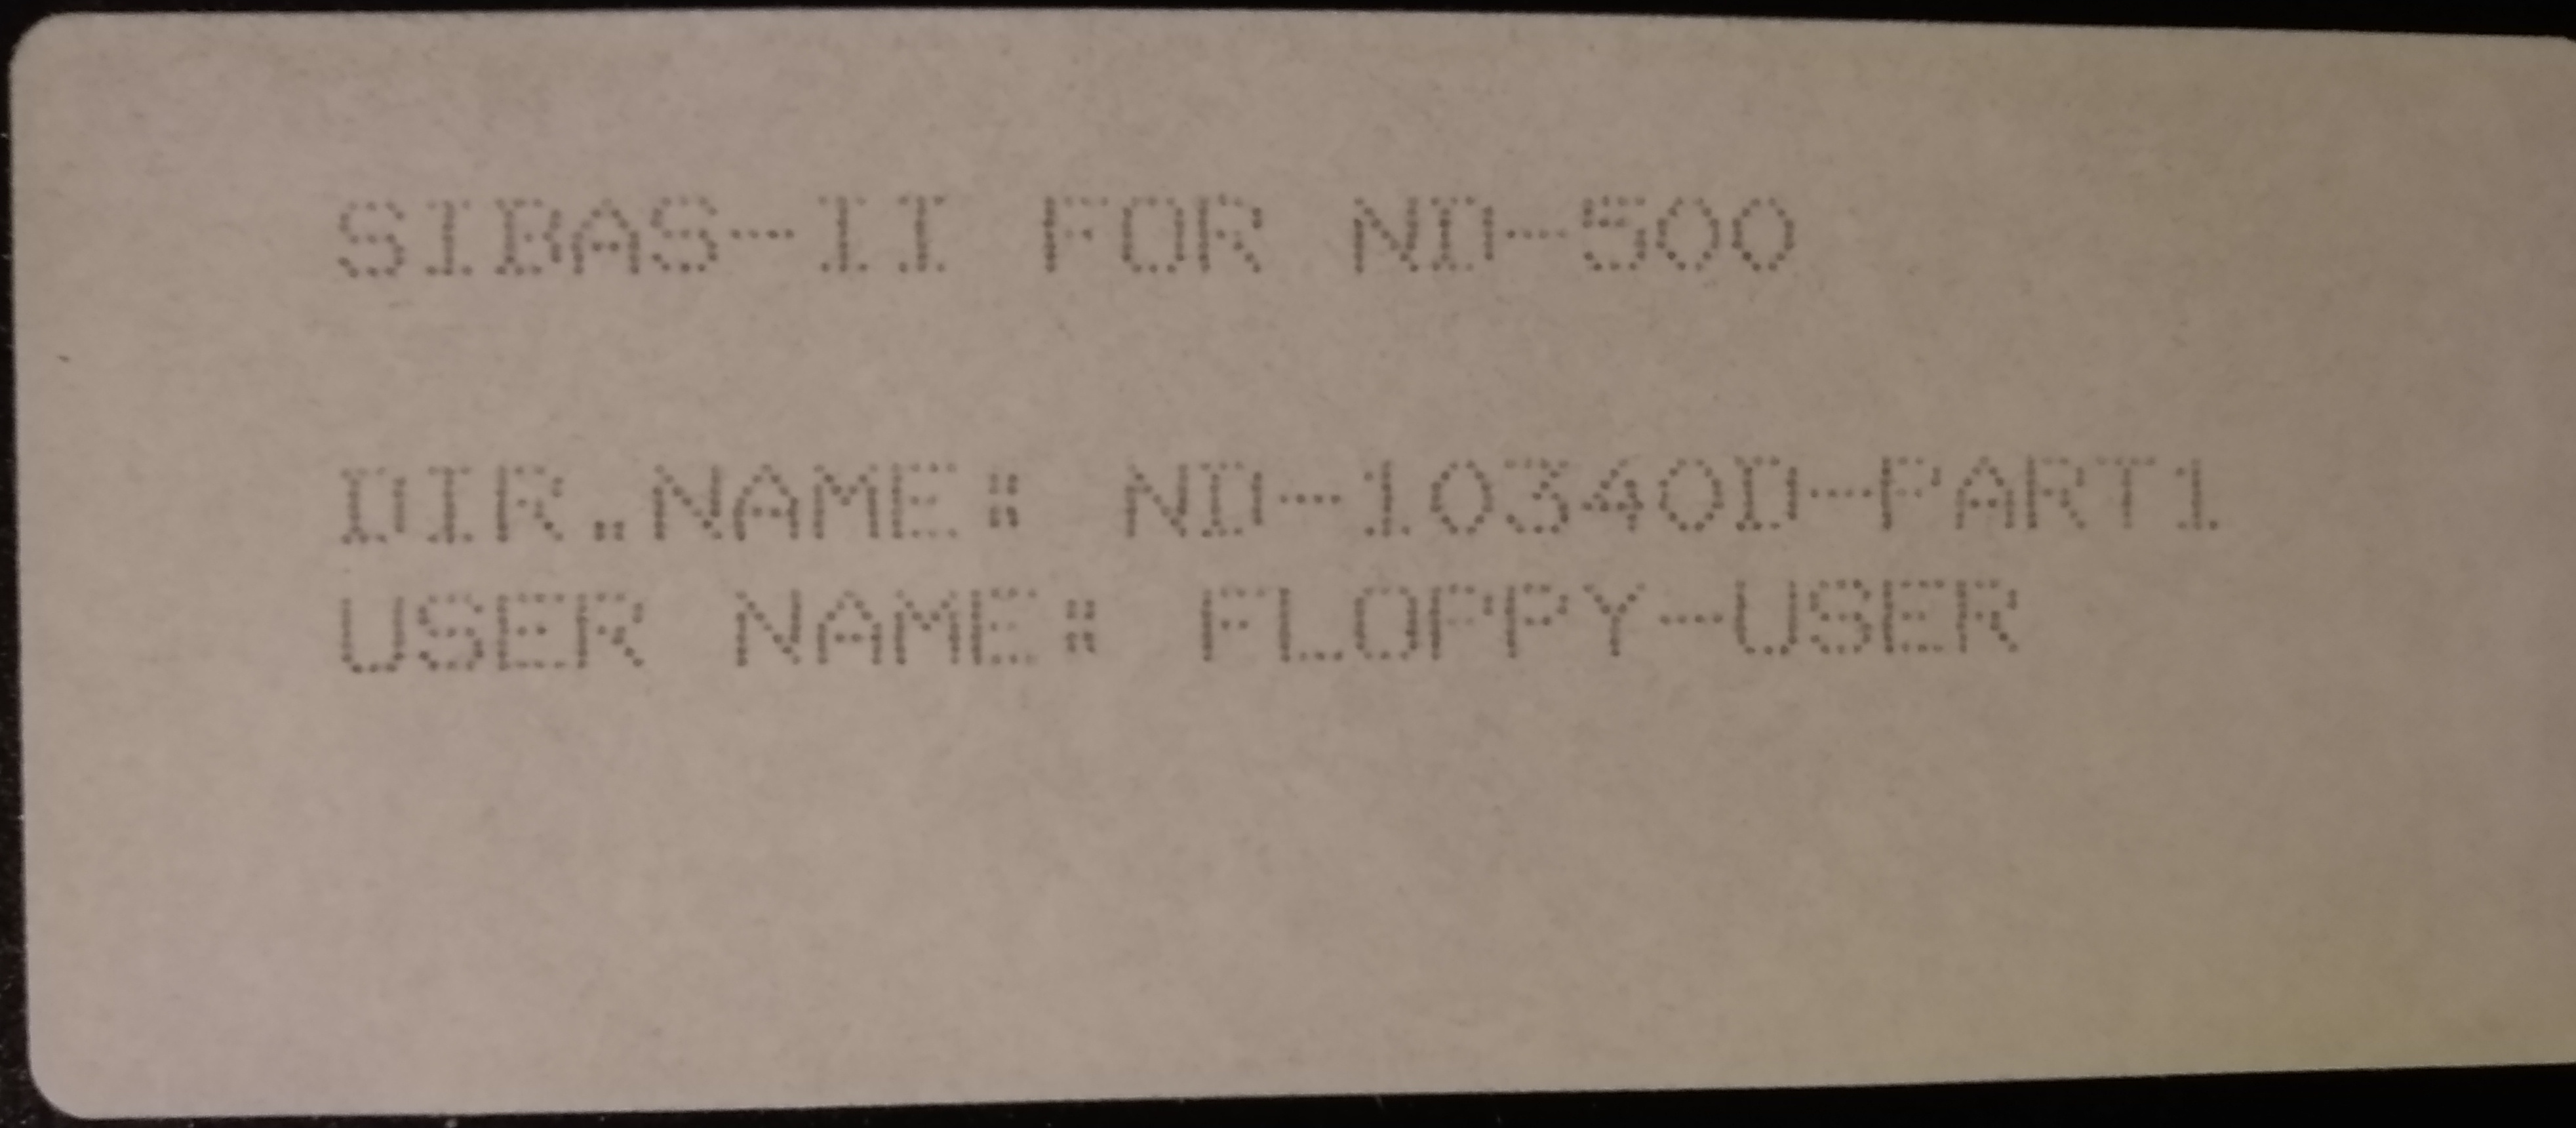 SIBAS-II FOR ND-500
DIR.NAME: ND-10340D-PART1
USER NAME: FLOPPY-USER